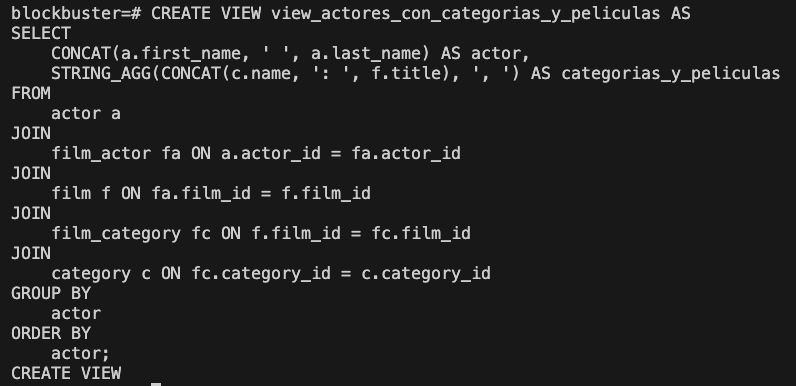 blockbuster=# CREATE VIEW view_actores_con_categorias_y_peliculas AS
SELECT
    CONCAT(a.first_name, ' ', a.last_name) AS actor,
    STRING_AGG(CONCAT(c.name, ': ', f.title), ', ') AS categorias_y_peliculas
FROM
    actor a
JOIN
    film_actor fa ON a.actor_id = fa.actor_id
JOIN
    film f ON fa.film_id = f.film_id
JOIN
    film_category fc ON f.film_id = fc.film_id
JOIN
    category c ON fc.category_id = c.category_id
GROUP BY
    actor
ORDER BY
    actor;
CREATE VIEW